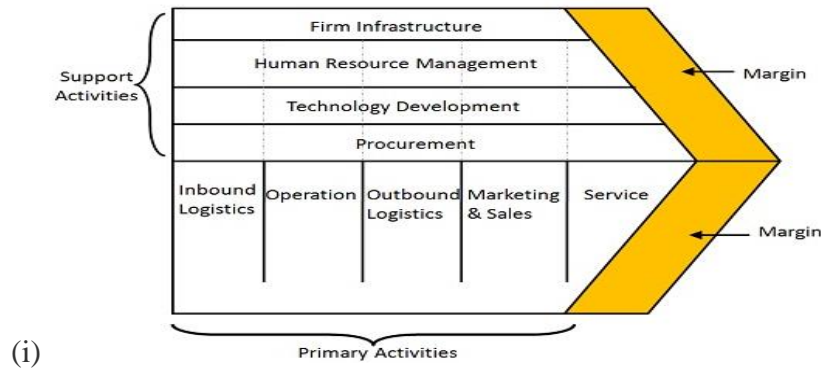 Firm Infrastructure
Human Resource Management
Support
Activities
Margin
Technology Development
Procurement
Inbound
Logistics
Operation
Outbound
Logistics
Marketing
& Sales
Service
Margin
(i)
Primary Activities